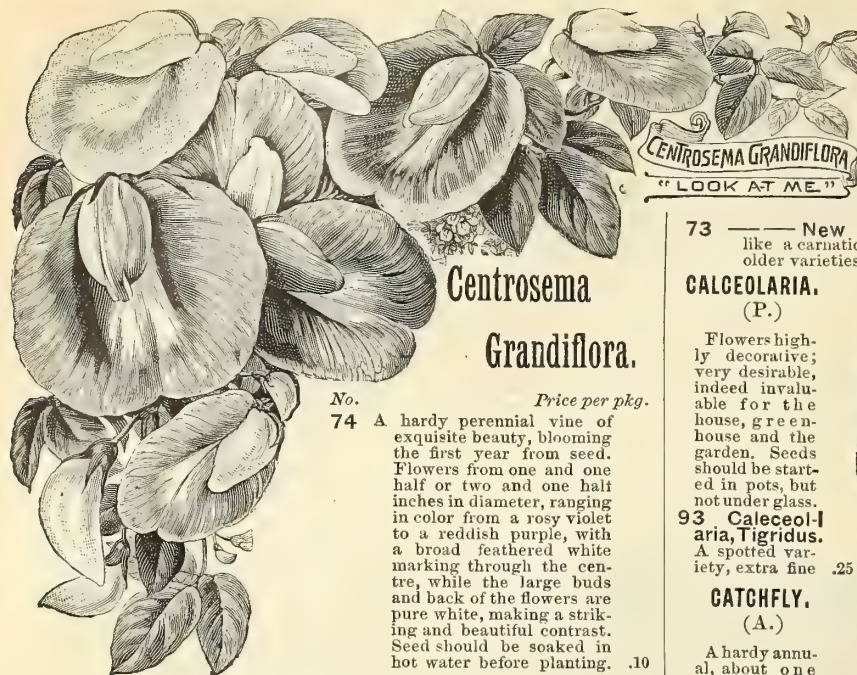 CENTROSEMA GRANDIFLORA
"LOOK AT ME"
Centrosema
Grandiflora.
No. Price per pkg.
74 A hardy perennial vine of
exquisite beauty, blooming
the first year from seed.
Flowers from one and one
half or two and one half
inches in diameter, ranging
in color from a rosy violet
to a reddish purple, with
a broad feathered white
marking through the cen-
tre, while the large buds
and back of the flowers are
pure white, making a strik-
ing and beautiful contrast.
Seed should be soaked in
hot water before planting. .10
73 — — New
like a carnatio
older varieties
CALCEOLARIA.
(P.)
Flowers high-
ly decorative;
very desirable,
indeed invalu-
able for the
house, green-
house and the
garden. Seeds
should be start-
ed in pots, but
not under glass.
93 Caleceol-
aria, Tigridus.
A spotted var-
iety, extra fine .25
CATCHFLY.
(A.)
A hardy annu-
al, about one